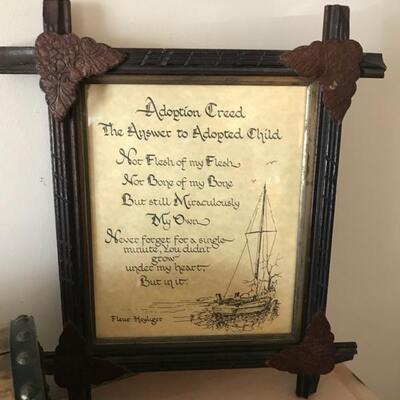 Adoption Creed
The Answer to Adopted Child
Not Flesh of my Flesh
Nor Bone of my Bone
But still Miraculously
My Own
Never forget for a single
minute, You didn't
grow
under my heart,
But in it.
Fleur Heyliger